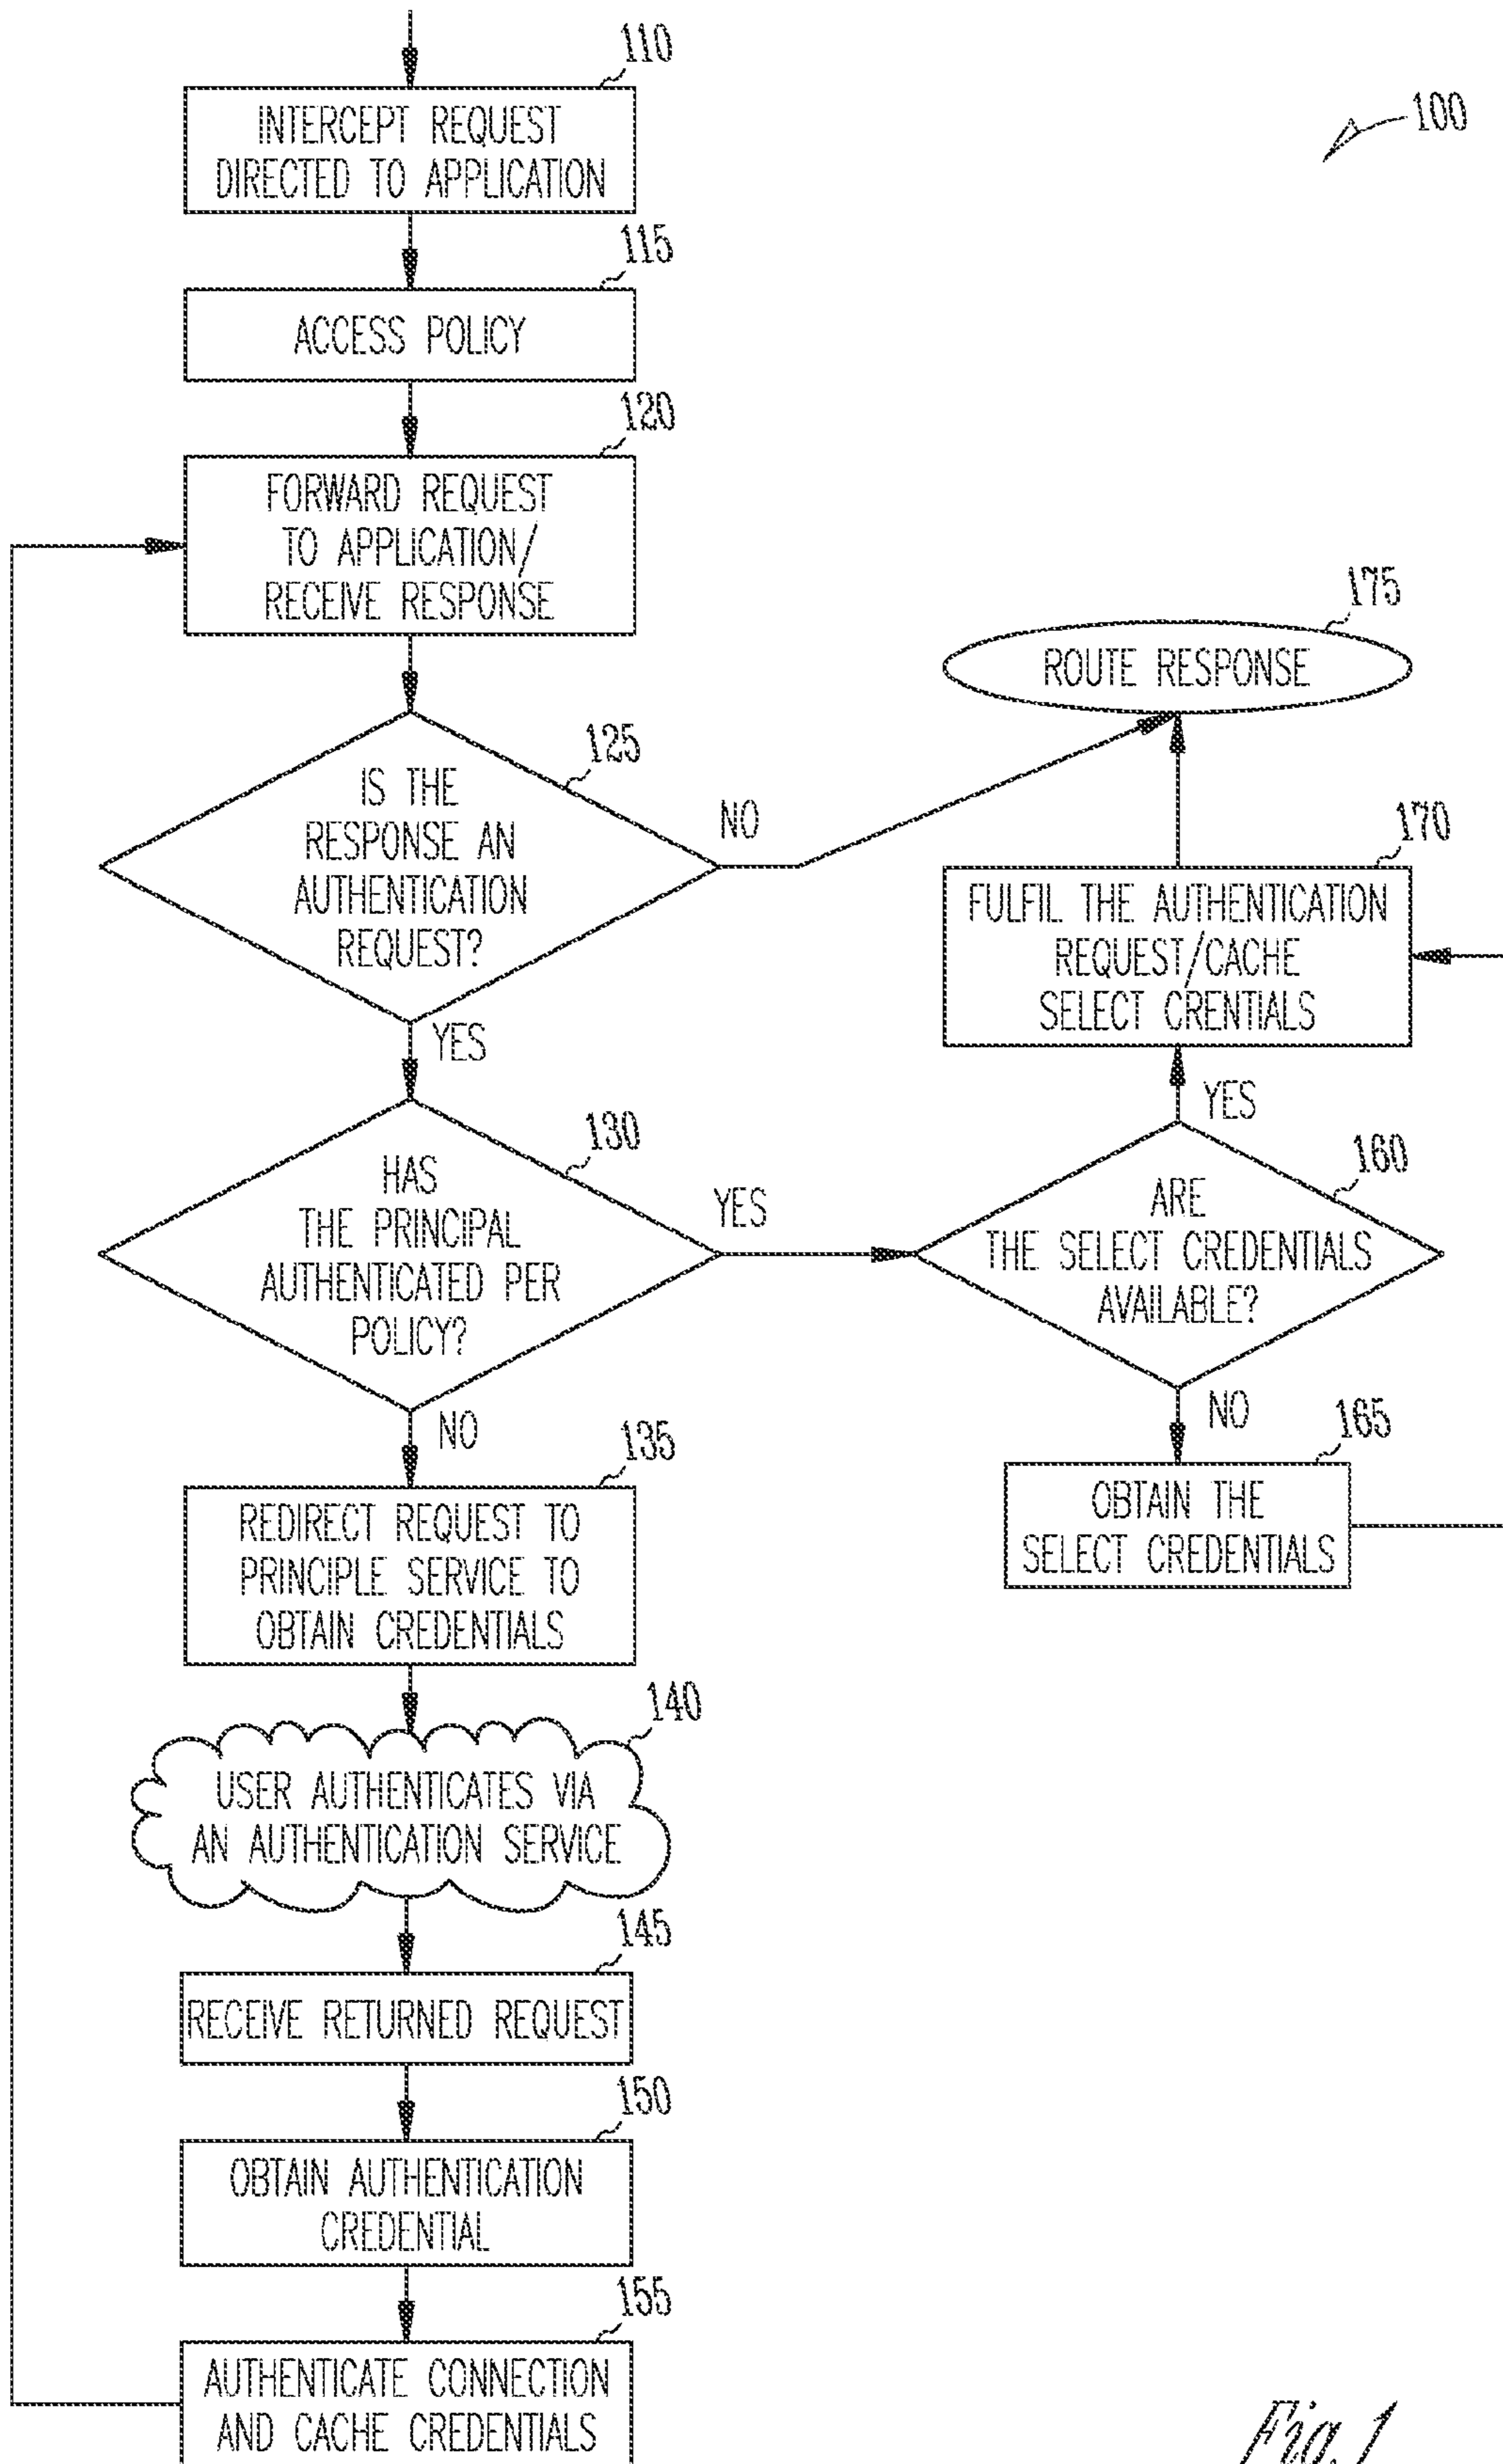 110
INTERCEPT REQUEST
DIRECTED TO APPLICATION
100
115
ACCESS POLICY
120
FORWARD REQUEST
TO APPLICATION/
RECEIVE RESPONSE
175
ROUTE RESPONSE
125
IS THE
RESPONSE AN
AUTHENTICATION
REQUEST?
NO
YES
170
FULFIL THE AUTHENTICATION
REQUEST/CACHE
SELECT CRENTIALS
YES
130
HAS
THE PRINCIPAL
AUTHENTICATED PER
POLICY?
YES
NO
160
ARE
THE SELECT CREDENTIALS
AVAILABLE?
NO
165
OBTAIN THE
SELECT CREDENTIALS
135
REDIRECT REQUEST TO
PRINCIPLE SERVICE TO
OBTAIN CREDENTIALS
140
USER AUTHENTICATES VIA
AN AUTHENTICATION SERVICE
145
RECEIVE RETURNED REQUEST
150
OBTAIN AUTHENTICATION
CREDENTIAL
155
AUTHENTICATE CONNECTION
AND CACHE CREDENTIALS
Fig. 1